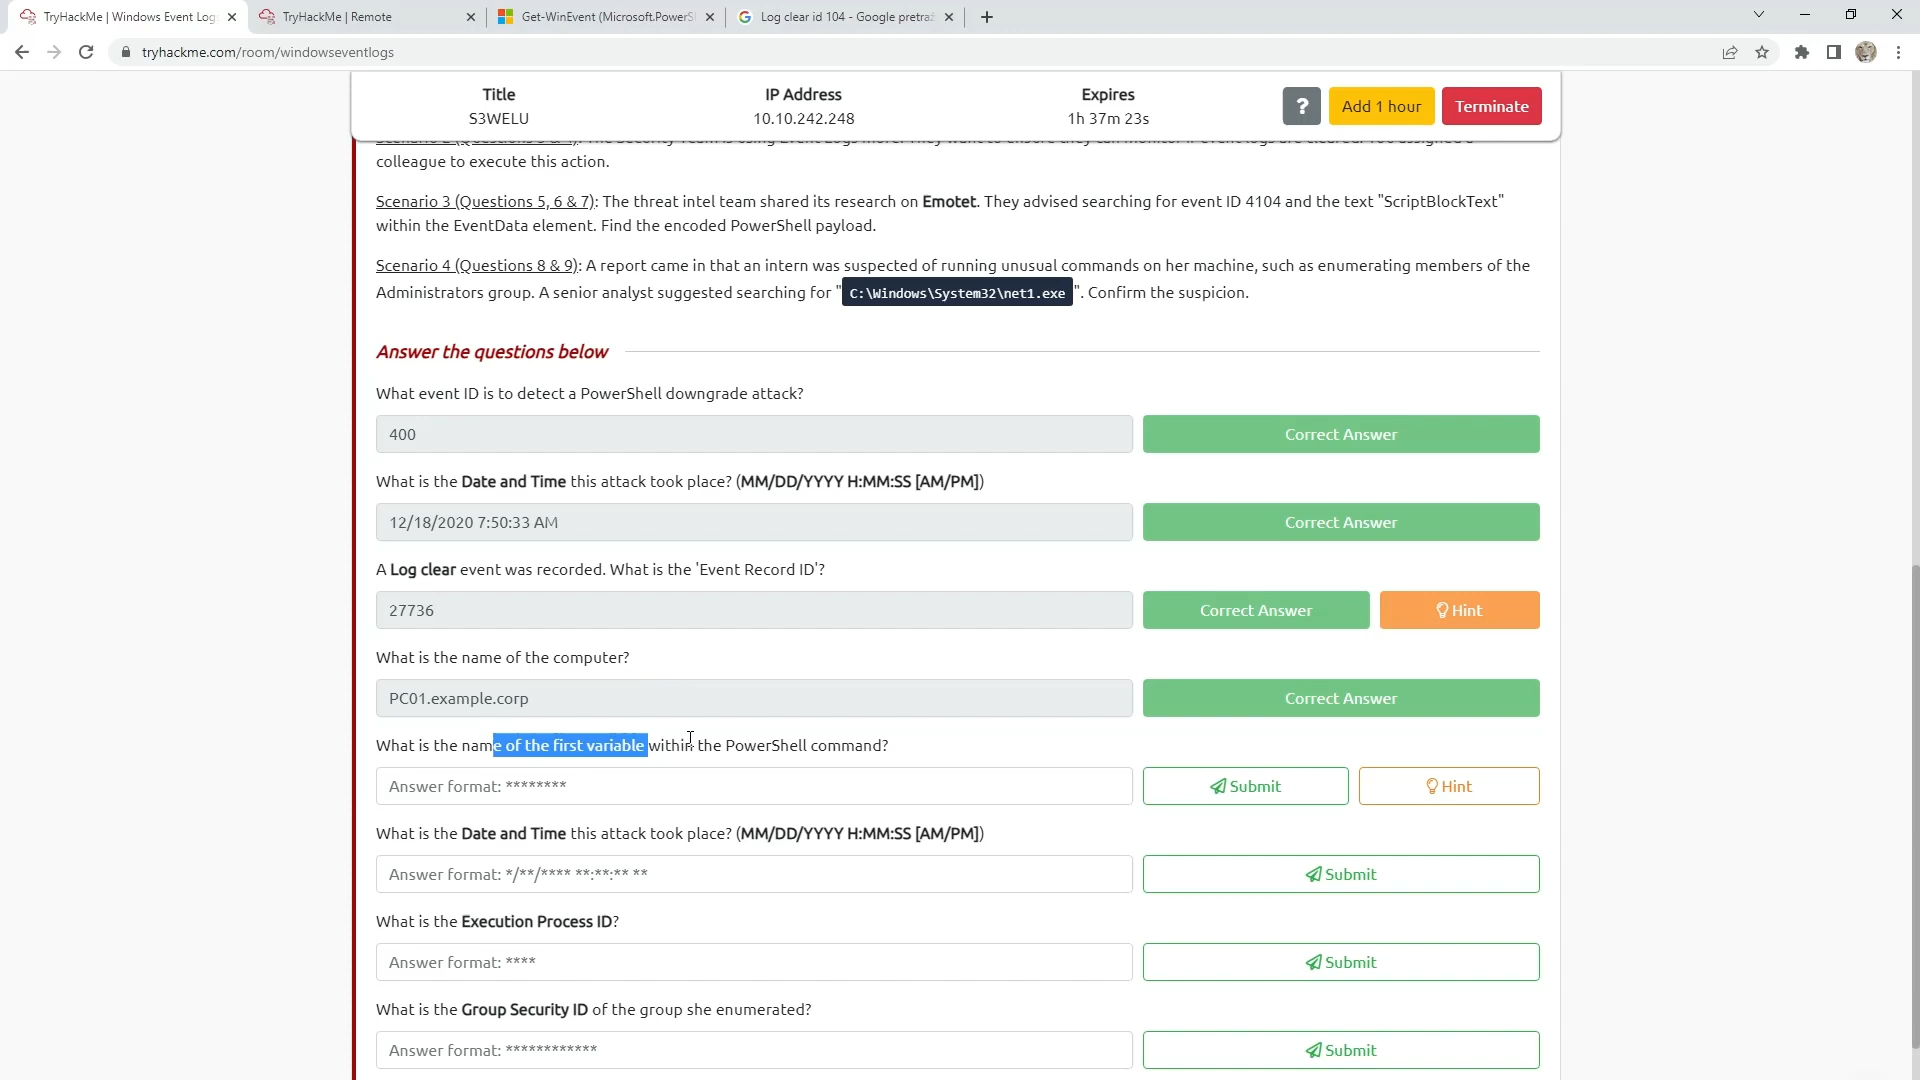 TryHackMe | Windows Event Log
TryHackMe | Remote
Get-WinEvent (Microsoft.PowerS
Log clear id 104 - Google pretra
tryhackme.com/room/windowseventlogs
Title
S3WELU
IP Address
10.10.242.248
Expires
1h 37m 23s
?
Add 1 hour
Terminate
colleague to execute this action.
Scenario 3 (Questions 5, 6 & 7): The threat intel team shared its research on Emotet. They advised searching for event ID 4104 and the text "ScriptBlockText"
within the EventData element. Find the encoded PowerShell payload.
Scenario 4 (Questions 8 & 9): A report came in that an intern was suspected of running unusual commands on her machine, such as enumerating members of the
Administrators group. A senior analyst suggested searching for "C:\Windows\System32\net1.exe". Confirm the suspicion.
Answer the questions below
What event ID is to detect a PowerShell downgrade attack?
400
Correct Answer
What is the Date and Time this attack took place? (MM/DD/YYYY H:MM:SS [AM/PM])
12/18/2020 7:50:33 AM
Correct Answer
A Log clear event was recorded. What is the 'Event Record ID'?
27736
Correct Answer
Hint
What is the name of the computer?
PC01.example.corp
Correct Answer
What is the name of the first variable within the PowerShell command?
Answer format: ********
Submit
Hint
What is the Date and Time this attack took place? (MM/DD/YYYY H:MM:SS [AM/PM])
Answer format: */**/**** **:**:** **
Submit
What is the Execution Process ID?
Answer format: ****
Submit
What is the Group Security ID of the group she enumerated?
Answer format: ************
Submit